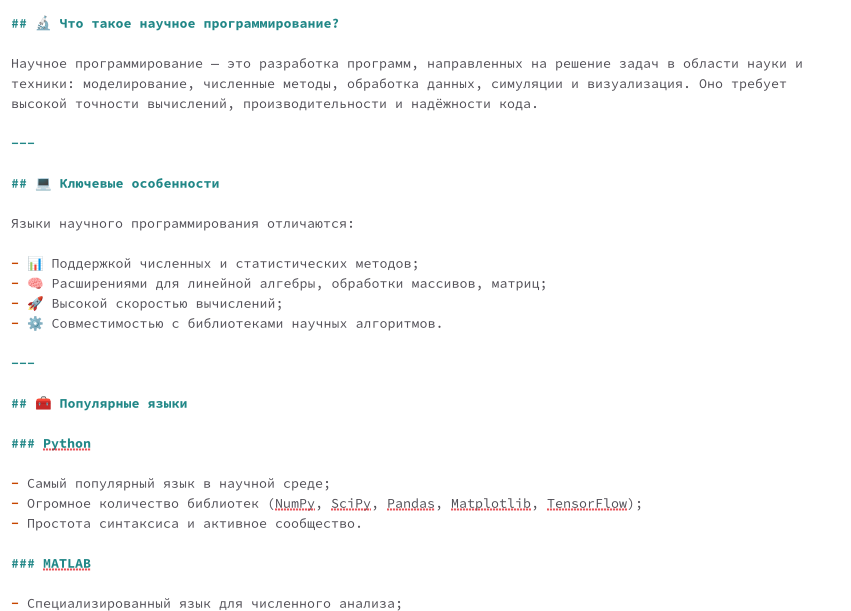 ## 🔬 Что такое научное программирование?
Научное программирование — это разработка программ, направленных на решение задач в области науки и
техники: моделирование, численные методы, обработка данных, симуляции и визуализация. Оно требует
высокой точности вычислений, производительности и надёжности кода.
---
## 💻 Ключевые особенности
Языки научного программирования отличаются:
- 📊 Поддержкой численных и статистических методов;
- 🧠 Расширениями для линейной алгебры, обработки массивов, матриц;
- 🚀 Высокой скоростью вычислений;
- ⚙️ Совместимостью с библиотеками научных алгоритмов.
---
## 🧰 Популярные языки
### Python
- Самый популярный язык в научной среде;
- Огромное количество библиотек (NumPy, SciPy, Pandas, Matplotlib, TensorFlow);
- Простота синтаксиса и активное сообщество.
### MATLAB
- Специализированный язык для численного анализа;